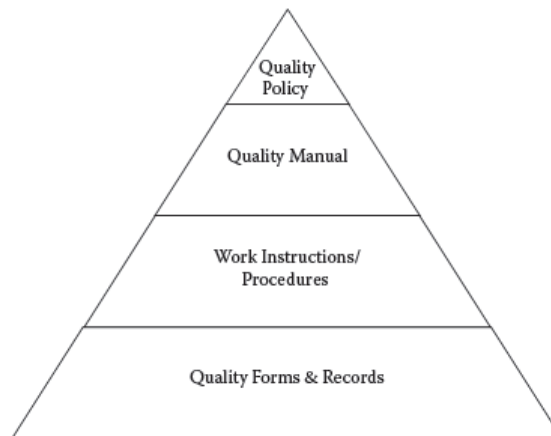 Quality
Policy
Quality Manual
Work Instructions/
Procedures
Quality Forms & Records